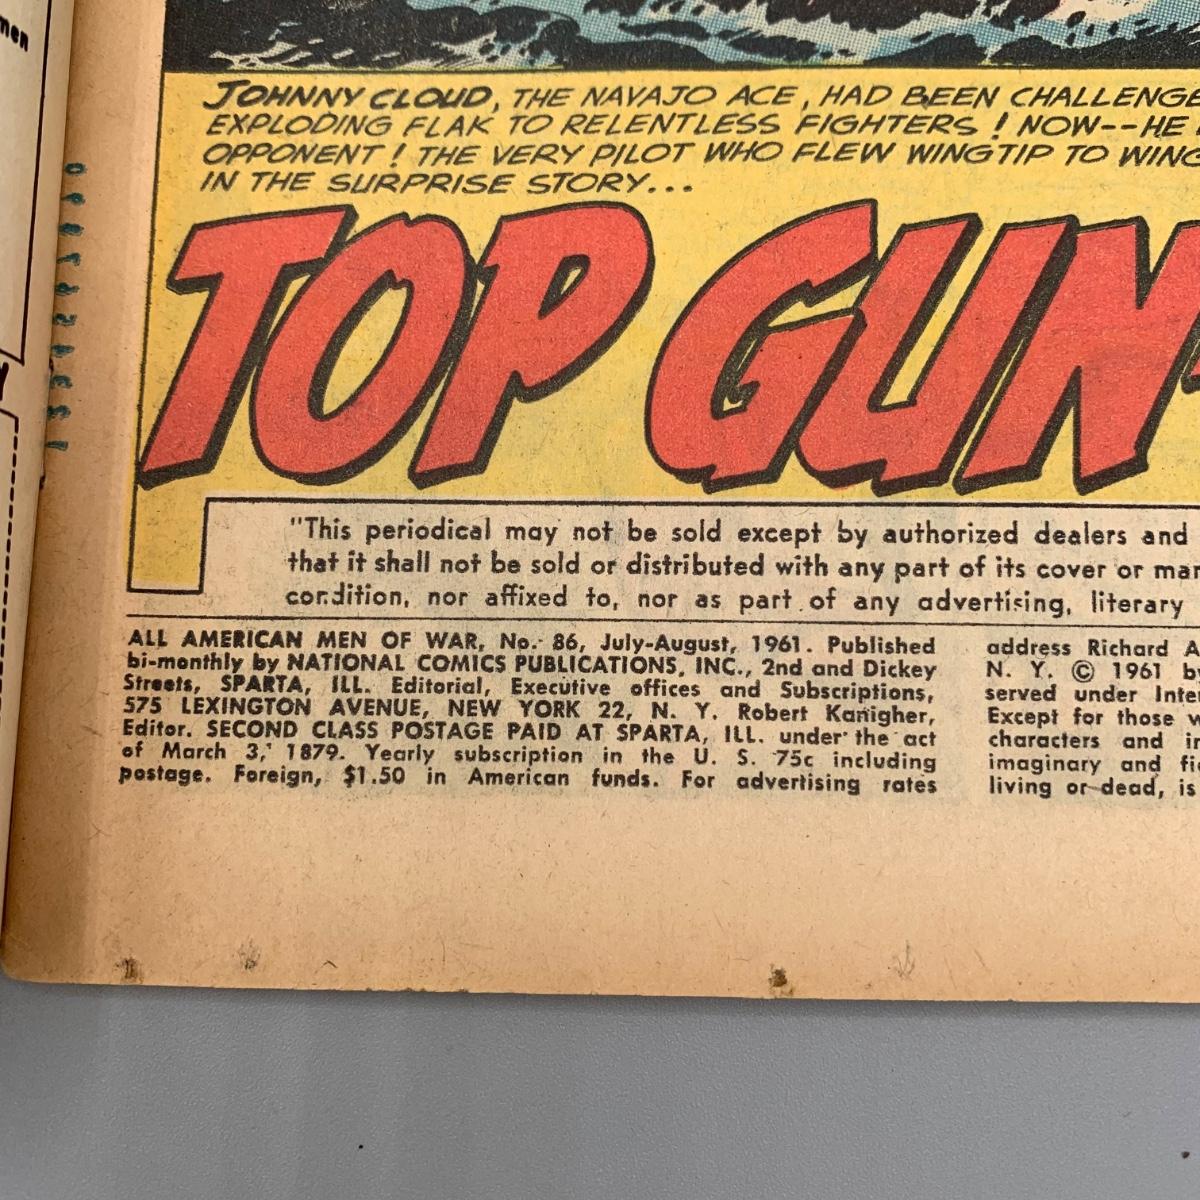 men
JOHNNY CLOUD, THE NAVAJO ACE, HAD BEEN CHALLENGE
EXPLODING FLAK TO RELENTLESS FIGHTERS! NOW--HE
OPPONENT! THE VERY PILOT WHO FLEW WINGTIP TO WING
IN THE SURPRISE STORY...
TOP GUN
"This periodical may not be sold except by authorized dealers and
that it shall not be sold or distributed with any part of its cover or mar
condition, nor affixed to, nor as part of any advertising, literary
ALL AMERICAN MEN OF WAR, No. 86, July-August, 1961. Published
bi-monthly by NATIONAL COMICS PUBLICATIONS, INC., 2nd and Dickey
Streets, SPARTA, ILL. Editorial, Executive offices and Subscriptions,
575 LEXINGTON AVENUE, NEW YORK 22, N. Y. Robert Kanigher,
Editor. SECOND CLASS POSTAGE PAID AT SPARTA, ILL. under the act
of March 3, 1879. Yearly subscription in the U. S. 75c including
postage. Foreign, $1.50 in American funds. For advertising rates
address Richard A
N. Y. © 1961 by
served under Inter
Except for those w
characters and in
imaginary and fic
living or dead, is